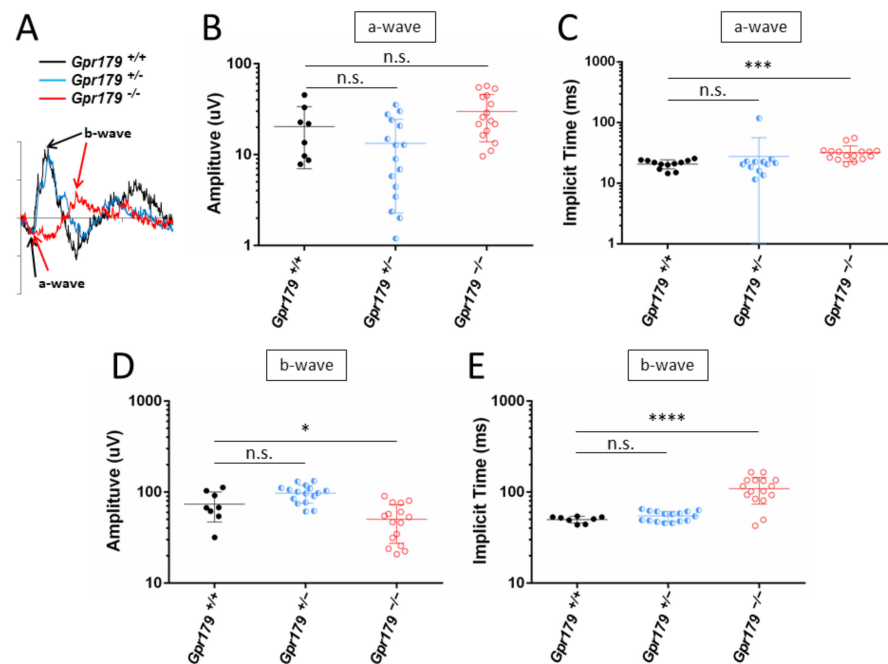 A
Gpr179 +/+
Gpr179 +/-
Gpr179 -/-
b-wave
a-wave
B
a-wave
n.s.
n.s.
100
10
1
Amplituve (uV)
Gpr179 +/+
Gpr179 +/−
Gpr179 −/−
C
a-wave
***
n.s.
1000
100
10
1
Implicit Time (ms)
Gpr179 +/+
Gpr179 +/−
Gpr179 −/−
D
b-wave
*
n.s.
1000
100
10
Amplituve (uV)
Gpr179 +/+
Gpr179 +/−
Gpr179 −/−
E
b-wave
****
n.s.
1000
100
10
Implicit Time (ms)
Gpr179 +/+
Gpr179 +/−
Gpr179 −/−